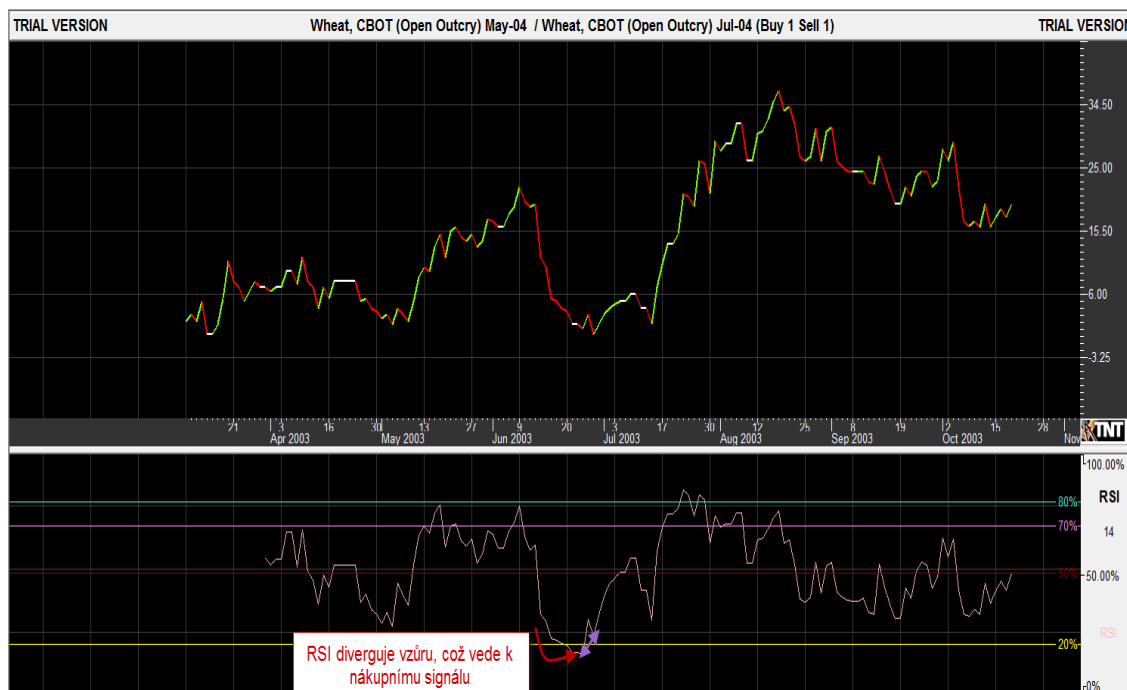 TRIAL VERSION Wheat, CBOT (Open Outcry) May-04 / Wheat, CBOT (Open Outcry) Jul-04 (Buy 1 Sell 1) TRIAL VERSION
34.50
25.00
15.50
6.00
-3.25
21 3 16 30 13 27 9 20 3 17 30 12 25 8 19 2 15 28
Apr 2003 May 2003 Jun 2003 Jul 2003 Aug 2003 Sep 2003 Oct 2003 Nov
TNT
100.00%
80%
RSI
70%
14
50%
50.00%
RSI
20%
0%
RSI diverguje vzůru, což vede k
nákupnímu signálu